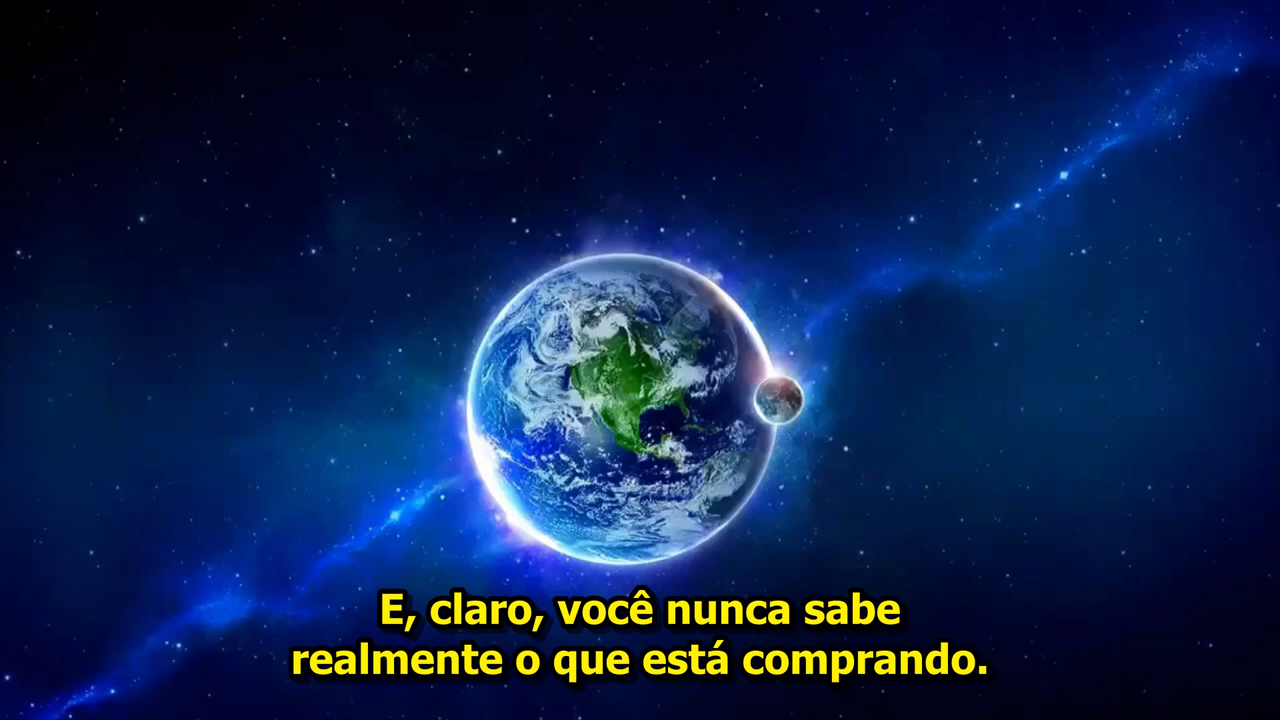 E, claro, você nunca sabe
realmente o que está comprando.